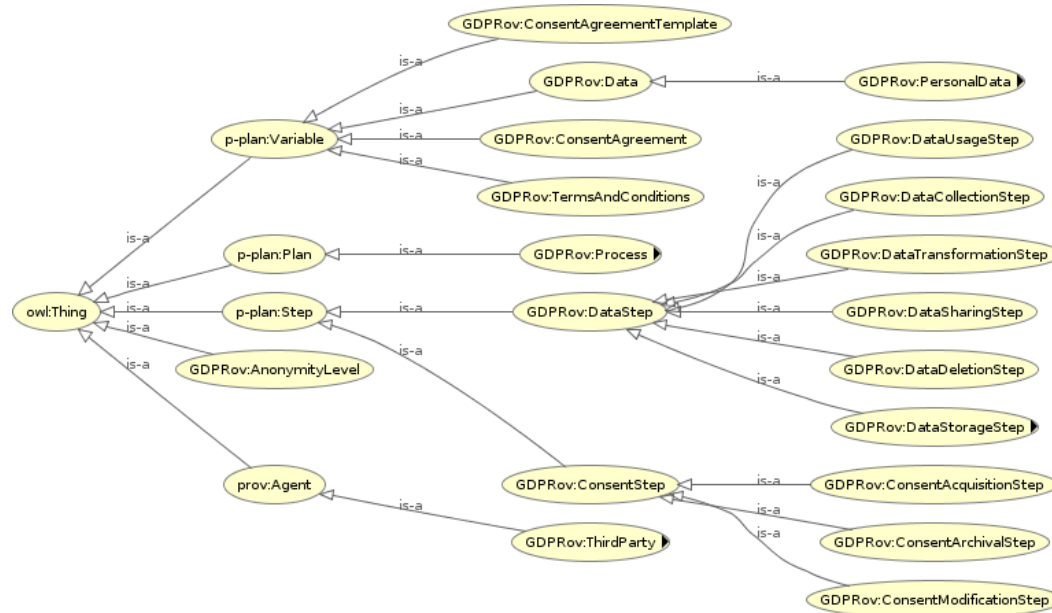 GDPRov:ConsentAgreementTemplate
is-a
GDPRov:Data
is-a
GDPRov:PersonalData
is-a
p-plan:Variable
is-a
GDPRov:ConsentAgreement
GDPRov:DataUsageStep
is-a
is-a
GDPRov:TermsAndConditions
GDPRov:DataCollectionStep
is-a
is-a
p-plan:Plan
is-a
GDPRov:Process
is-a
GDPRov:DataTransformationStep
is-a
owl:Thing
is-a
p-plan:Step
is-a
GDPRov:DataStep
is-a
GDPRov:DataSharingStep
is-a
is-a
is-a
GDPRov:AnonymityLevel
is-a
GDPRov:DataDeletionStep
is-a
is-a
GDPRov:DataStorageStep
prov:Agent
is-a
GDPRov:ConsentStep
is-a
GDPRov:ConsentAcquisitionStep
is-a
GDPRov:ThirdParty
is-a
GDPRov:ConsentArchivalStep
GDPRov:ConsentModificationStep